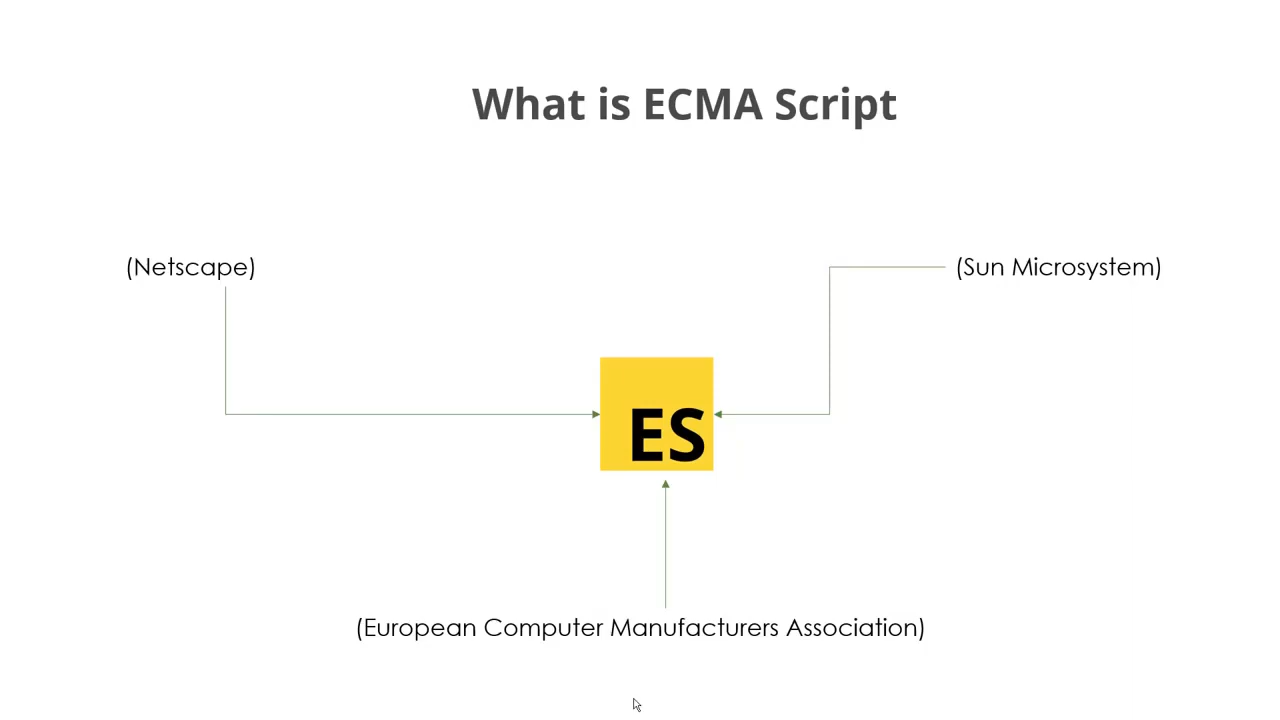 What is ECMA Script
(Netscape)
(Sun Microsystem)
ES
(European Computer Manufacturers Association)